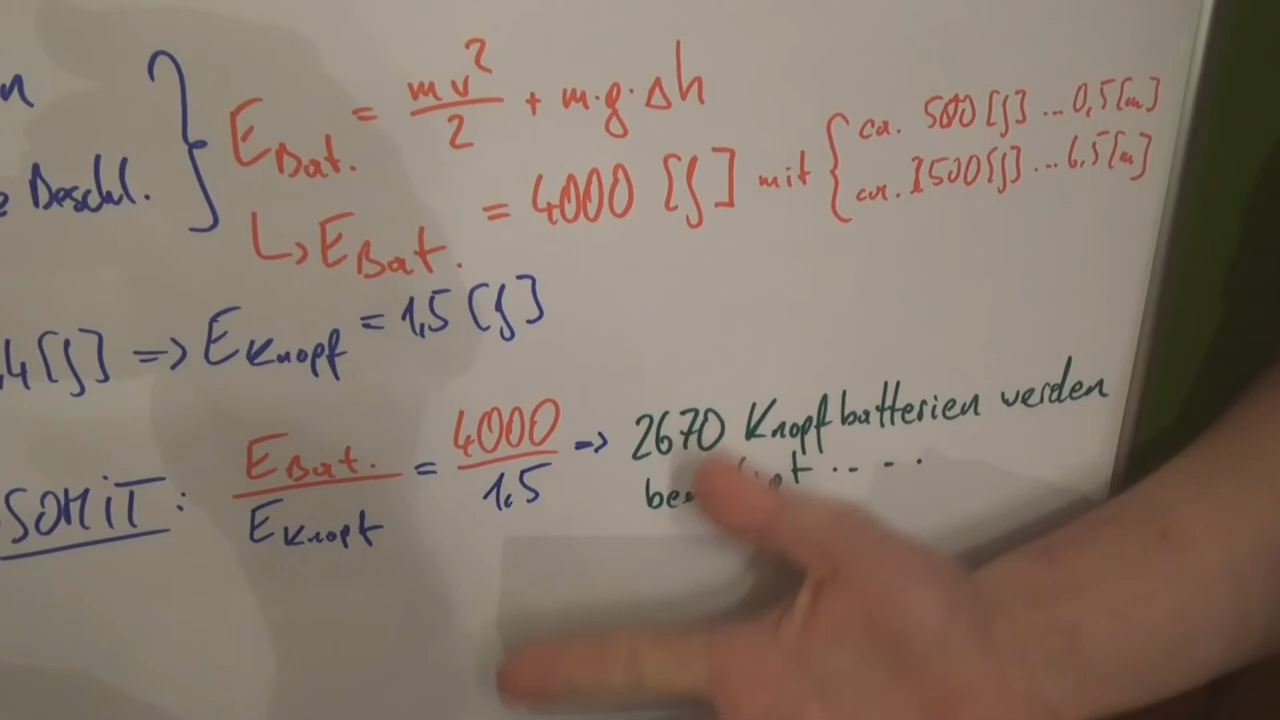 E_Bat. = mv²/2 + m·g·Δh
↳ E_Bat. = 4000 [J] mit { ca. 500 [J] ... 0,5 [m]
ca. 1500 [J] ... 6,5 [m]
Beschl.
,4 [J] => E_Knopf = 1,5 [J]
SOMIT: E_Bat. / E_Knopf = 4000 / 1.5 => 2670 Knopfbatterien werden